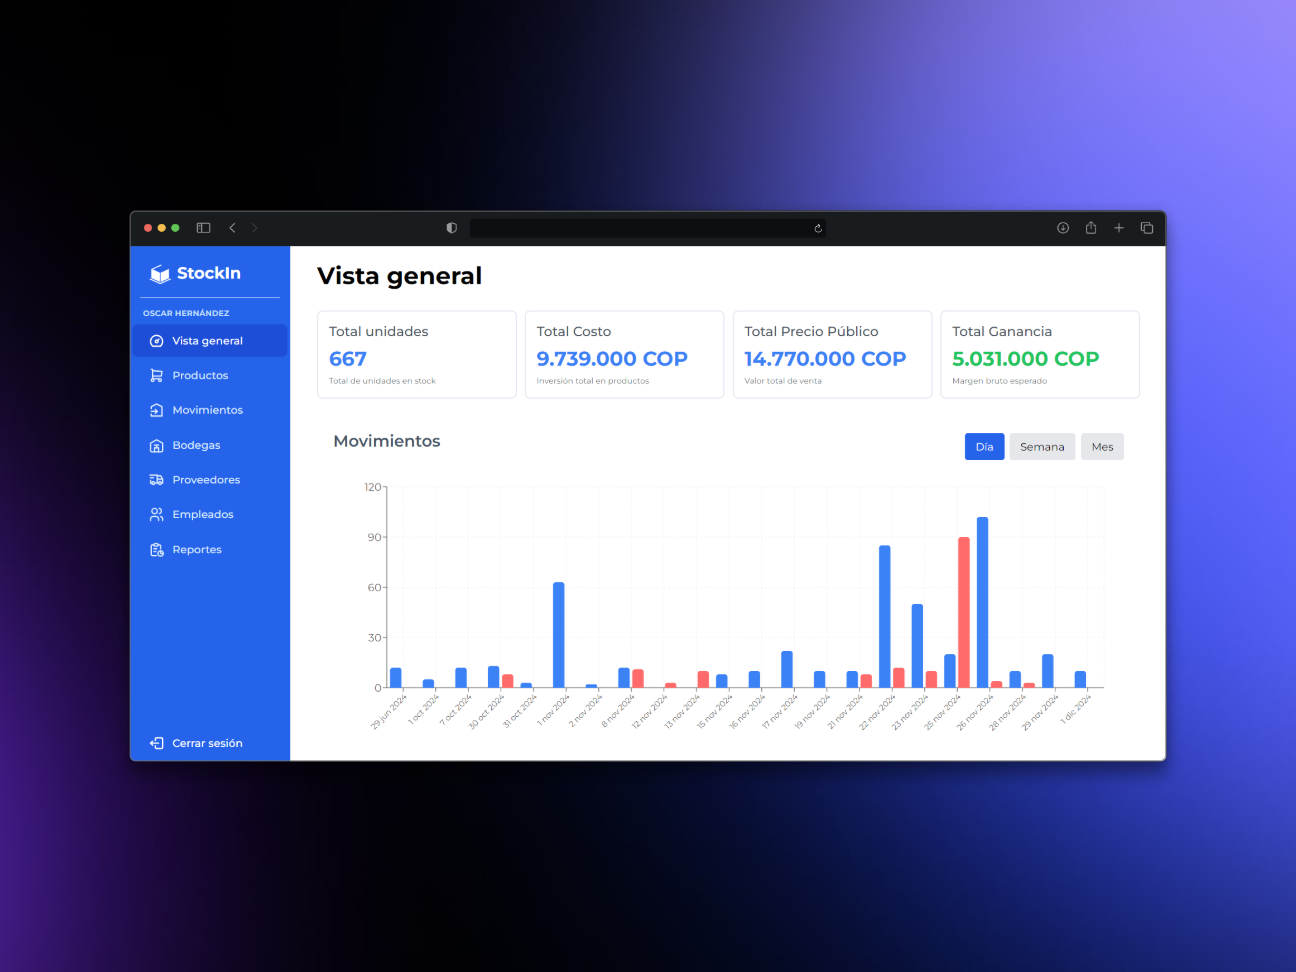 StockIn
OSCAR HERNÁNDEZ
Vista general
Productos
Movimientos
Bodegas
Proveedores
Empleados
Reportes
Cerrar sesión
Vista general
Total unidades
667
Total de unidades en stock
Total Costo
9.739.000 COP
Inversión total en productos
Total Precio Público
14.770.000 COP
Valor total de venta
Total Ganancia
5.031.000 COP
Margen bruto esperado
Movimientos
Día
Semana
Mes
120
90
60
30
0
29 jun 2024
1 oct 2024
7 oct 2024
30 oct 2024
31 oct 2024
1 nov 2024
2 nov 2024
8 nov 2024
12 nov 2024
13 nov 2024
15 nov 2024
16 nov 2024
17 nov 2024
19 nov 2024
21 nov 2024
22 nov 2024
23 nov 2024
25 nov 2024
26 nov 2024
28 nov 2024
29 nov 2024
1 dic 2024